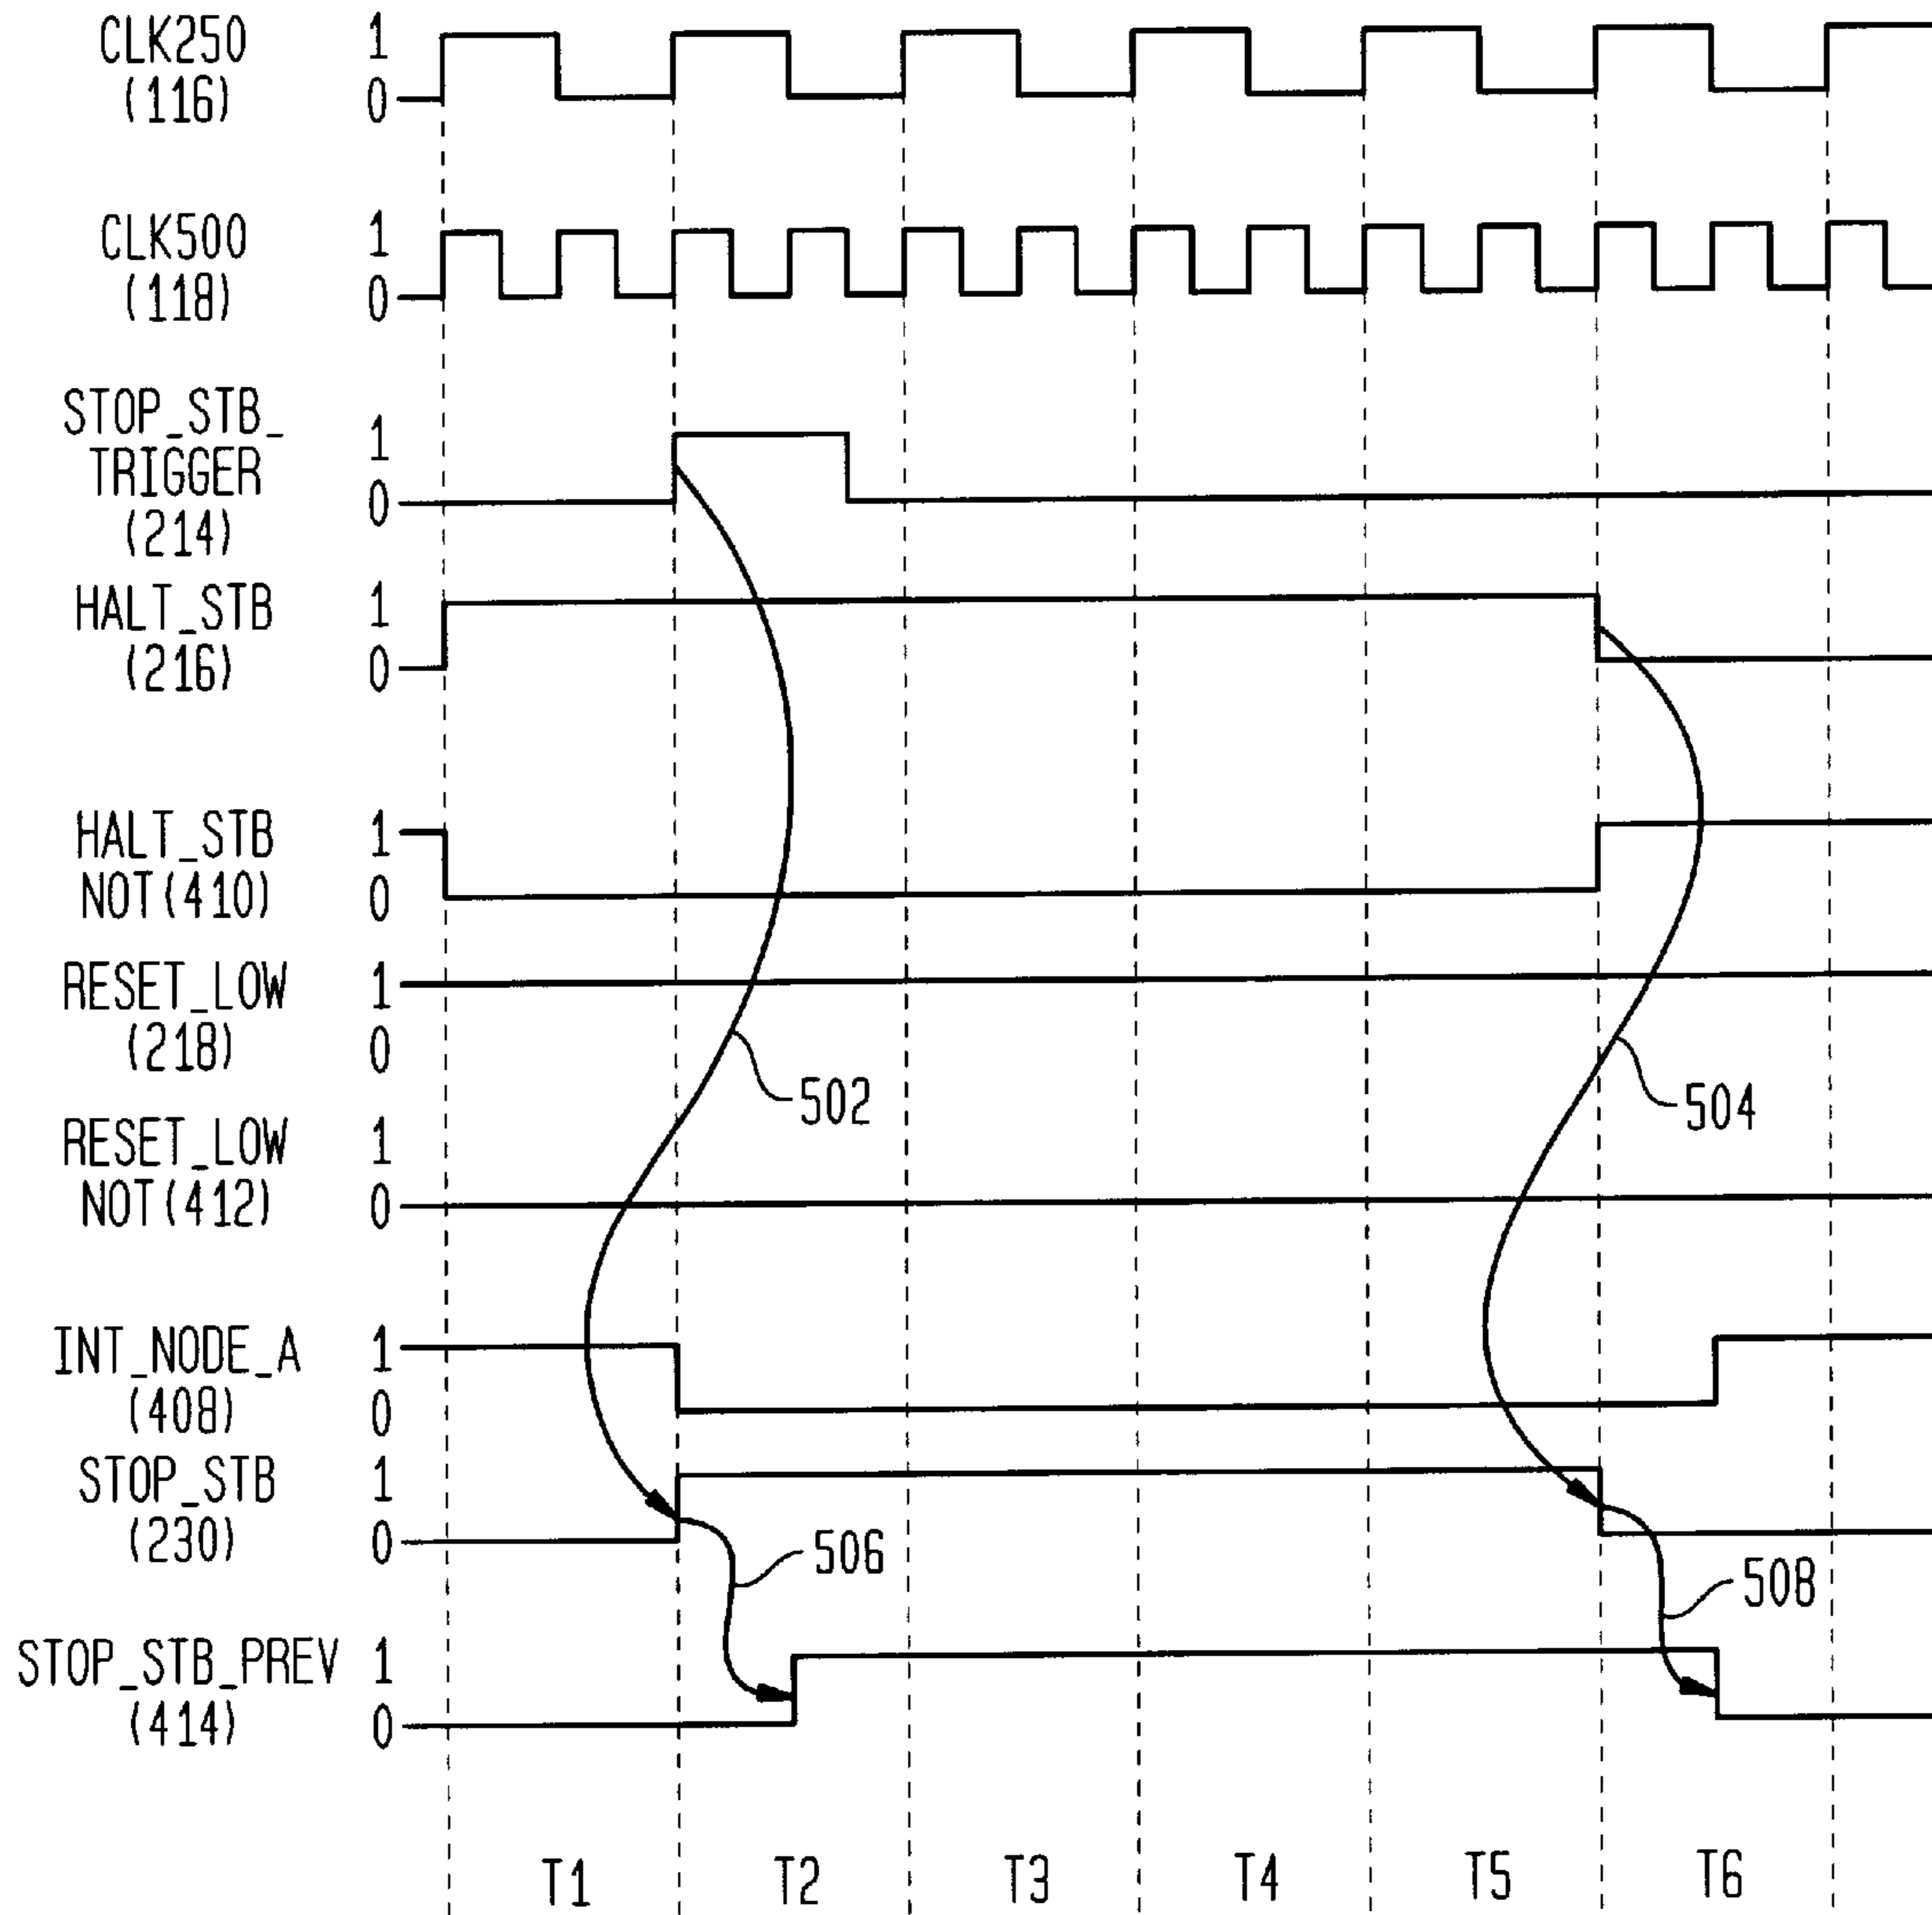 CLK250 1
(116) 0
CLK500 1
(118) 0
STOP_STB_
TRIGGER 1
(214) 0
HALT_STB 1
(216) 0
HALT_STB 1
NOT(410) 0
RESET_LOW 1
(218) 0
502
504
RESET_LOW 1
NOT(412) 0
INT_NODE_A 1
(408) 0
STOP_STB 1
(230) 0
506
508
STOP_STB_PREV 1
(414) 0
T1 T2 T3 T4 T5 T6